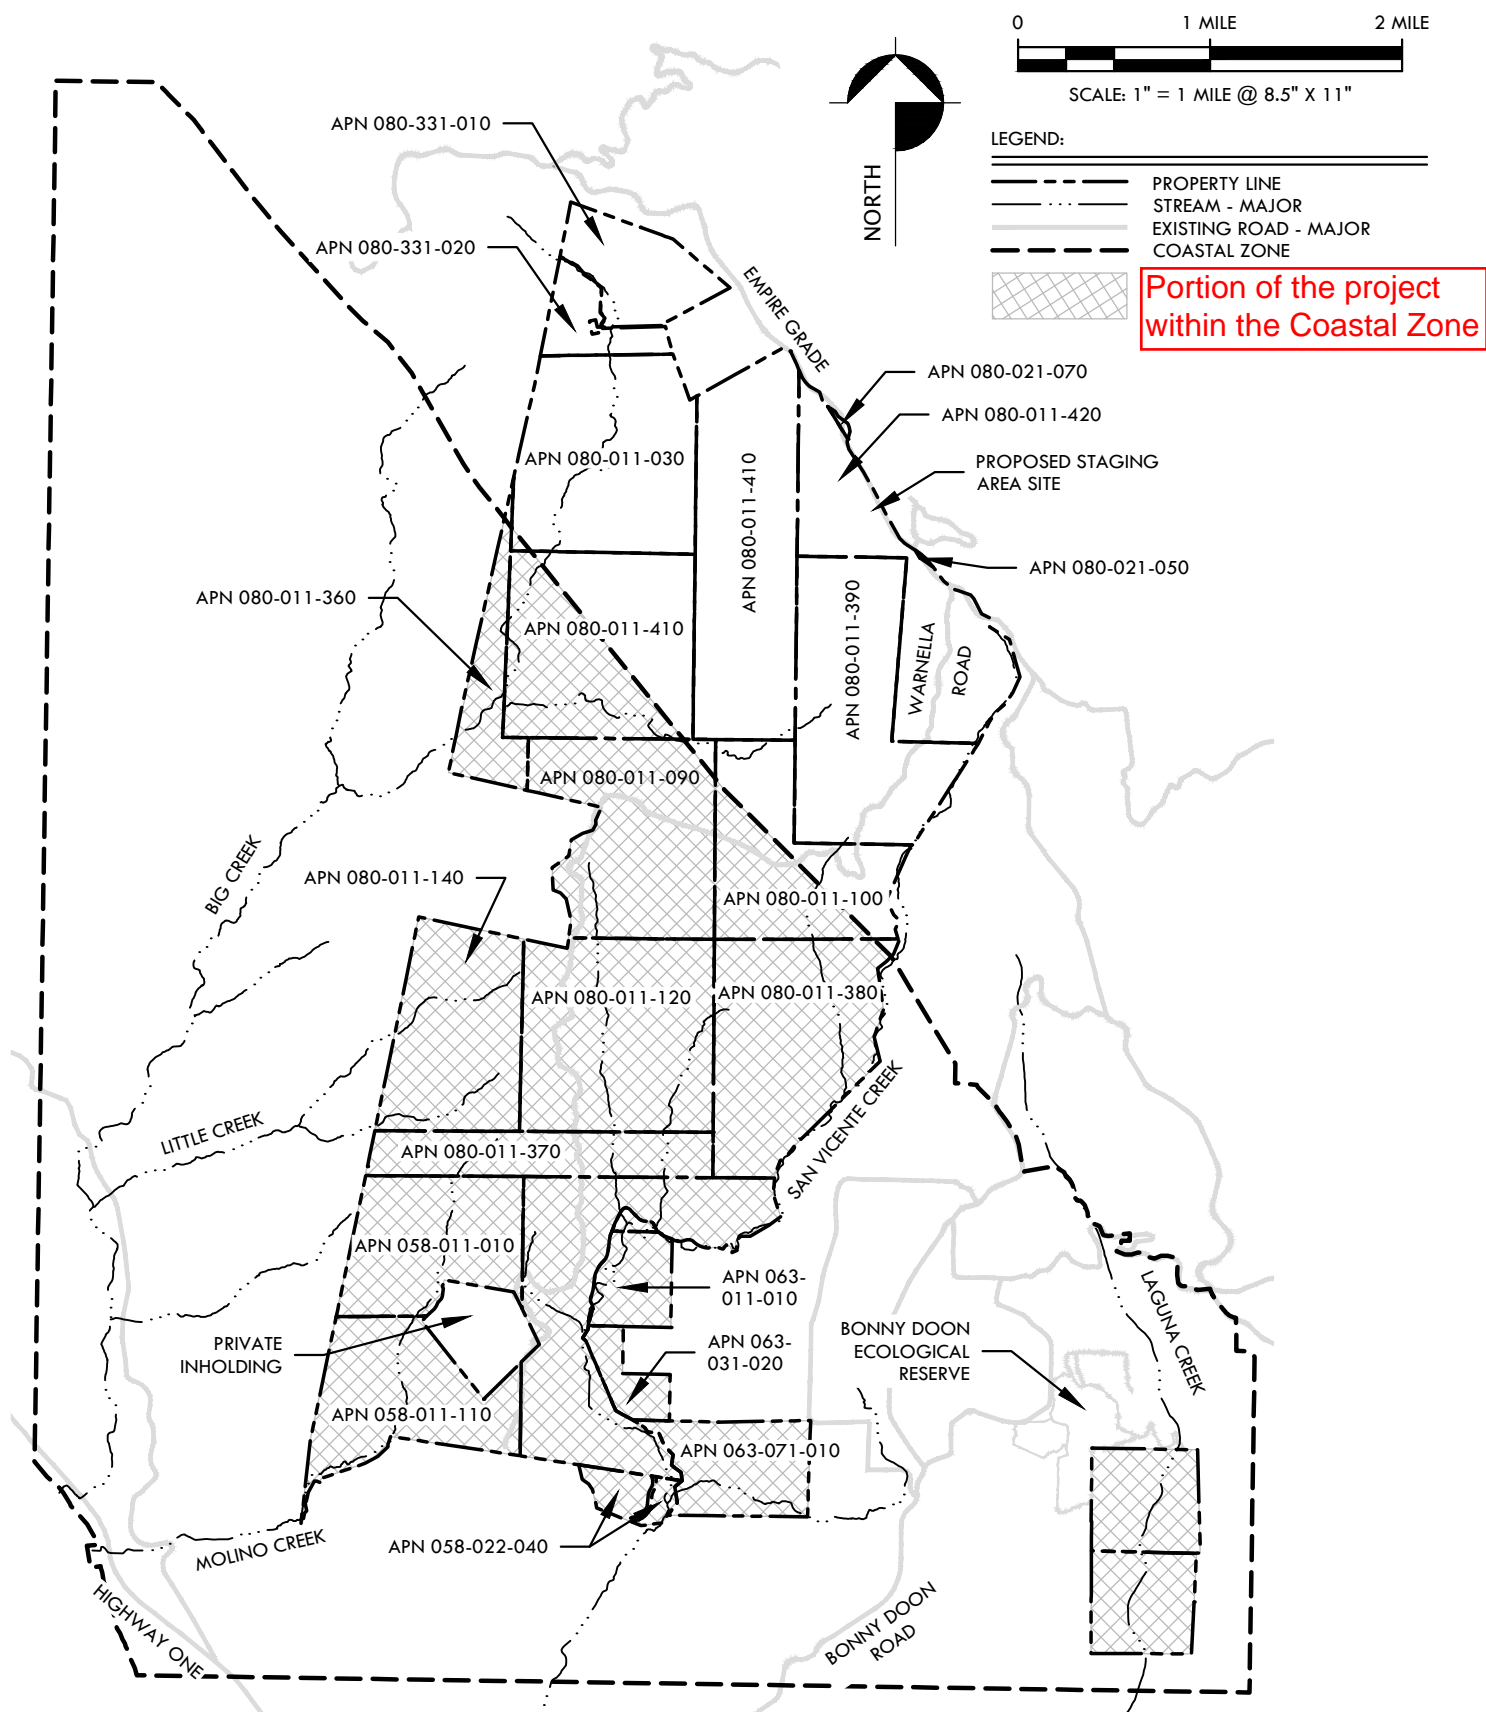 0 1 MILE 2 MILE
SCALE: 1" = 1 MILE @ 8.5" X 11"
NORTH
LEGEND:
PROPERTY LINE
STREAM - MAJOR
EXISTING ROAD - MAJOR
COASTAL ZONE
Portion of the project
within the Coastal Zone
APN 080-331-010
APN 080-331-020
EMPIRE GRADE
APN 080-021-070
APN 080-011-420
PROPOSED STAGING
AREA SITE
APN 080-011-030
APN 080-011-410
APN 080-021-050
APN 080-011-360
APN 080-011-410
APN 080-011-390
WARNELLA
ROAD
APN 080-011-090
BIG CREEK
APN 080-011-140
APN 080-011-100
APN 080-011-120
APN 080-011-380
SAN VICENTE CREEK
LITTLE CREEK
APN 080-011-370
APN 058-011-010
APN 063-
011-010
LAGUNA CREEK
PRIVATE
INHOLDING
APN 063-
031-020
BONNY DOON
ECOLOGICAL
RESERVE
APN 058-011-110
APN 063-071-010
APN 058-022-040
MOLINO CREEK
HIGHWAY ONE
BONNY DOON
ROAD